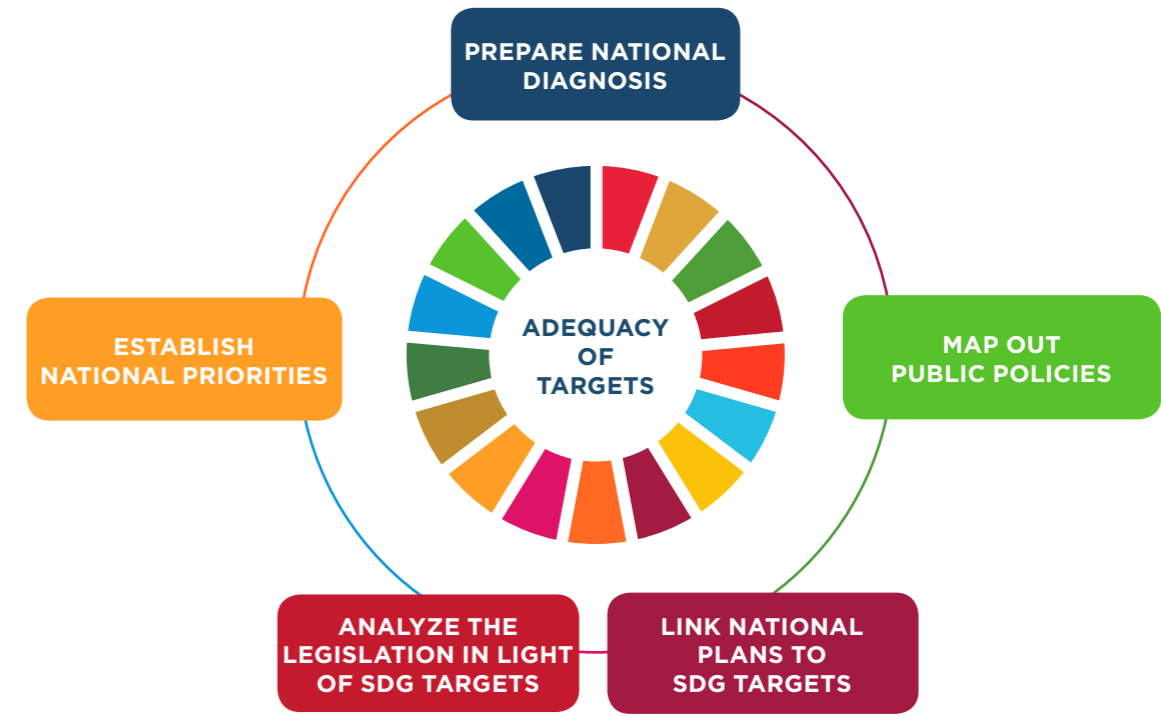 PREPARE NATIONAL
DIAGNOSIS
ESTABLISH
NATIONAL PRIORITIES
ADEQUACY
OF
TARGETS
MAP OUT
PUBLIC POLICIES
ANALYZE THE
LEGISLATION IN LIGHT
OF SDG TARGETS
LINK NATIONAL
PLANS TO
SDG TARGETS